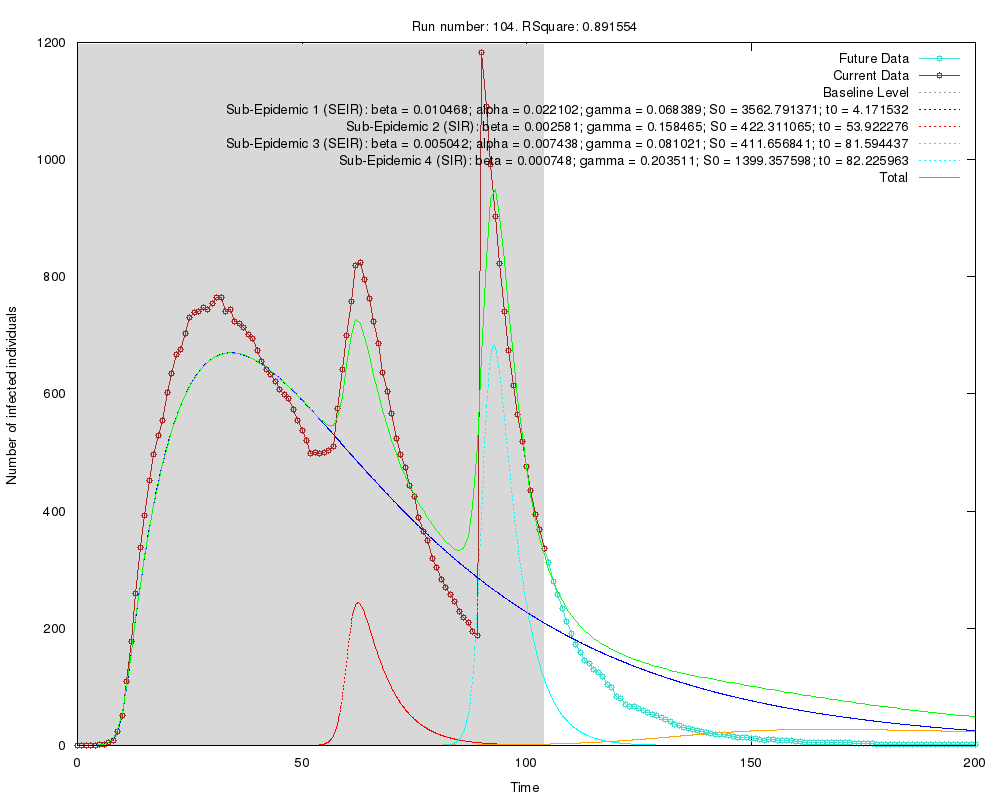 Run number: 104. RSquare: 0.891554
1200
Future Data
Current Data
Baseline Level
Sub-Epidemic 1 (SEIR): beta = 0.010468; alpha = 0.022102; gamma = 0.068389; S0 = 3562.791371; t0 = 4.171532
Sub-Epidemic 2 (SIR): beta = 0.002581; gamma = 0.158465; S0 = 422.311065; t0 = 53.922276
Sub-Epidemic 3 (SEIR): beta = 0.005042; alpha = 0.007438; gamma = 0.081021; S0 = 411.656841; t0 = 81.594437
Sub-Epidemic 4 (SIR): beta = 0.000748; gamma = 0.203511; S0 = 1399.357598; t0 = 82.225963
Total
1000
800
600
400
200
0
Number of infected individuals
0 50 100 150 200
Time